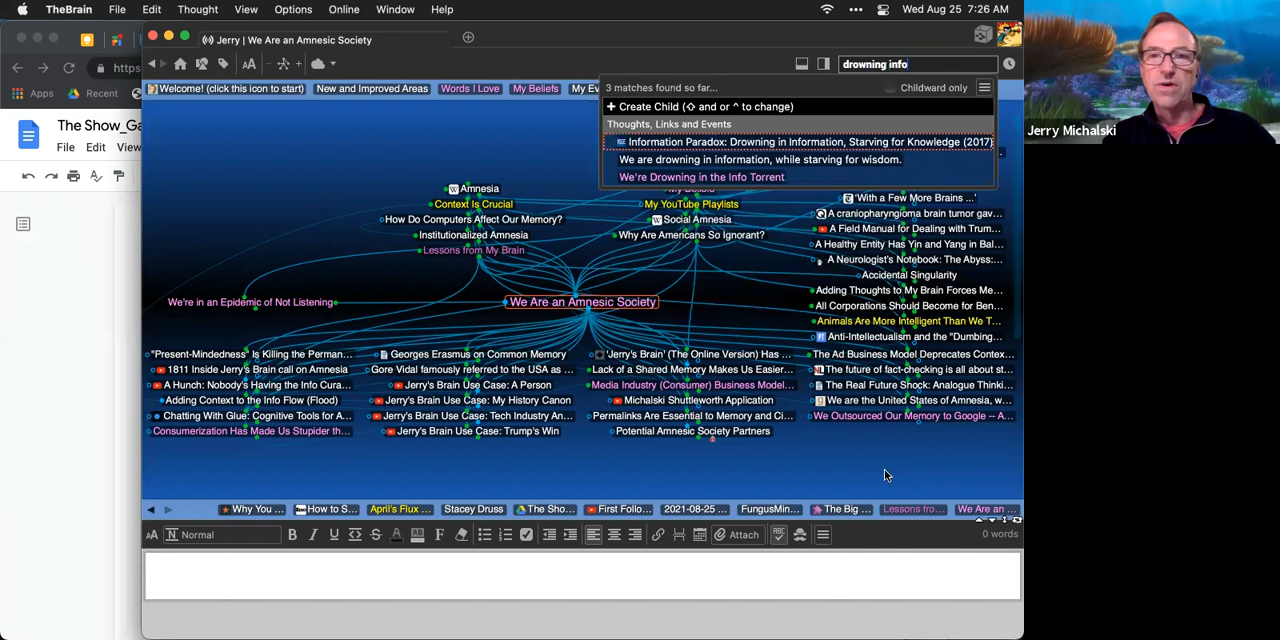 TheBrain File Edit Thought View Options Online Window Help Wed Aug 25 7:26 AM
Jerry | We Are an Amnesic Society
https
drowning info
Apps Recent
3 matches found so far... Childward only
Welcome! (click this icon to start) New and Improved Areas Words I Love My Beliefs My Ev
Create Child (⇧ and or ^ to change)
Thoughts, Links and Events
Information Paradox: Drowning in Information, Starving for Knowledge (2017)
We are drowning in information, while starving for wisdom.
We're Drowning in the Info Torrent
The Show_Ga
File Edit View
Jerry Michalski
Amnesia
My Beliefs
Context Is Crucial
My YouTube Playlists
How Do Computers Affect Our Memory?
Social Amnesia
Institutionalized Amnesia
Why Are Americans So Ignorant?
Lessons from My Brain
'With a Few More Brains ...'
A craniopharyngioma brain tumor gav...
A Field Manual for Dealing with Trum...
A Healthy Entity Has Yin and Yang in Bal...
A Neurologist's Notebook: The Abyss:...
Accidental Singularity
Adding Thoughts to My Brain Forces Me...
All Corporations Should Become for Ben...
Animals Are More Intelligent Than We T...
Anti-Intellectualism and the "Dumbing...
We're in an Epidemic of Not Listening
We Are an Amnesic Society
"Present-Mindedness" Is Killing the Perman...
1811 Inside Jerry's Brain call on Amnesia
A Hunch: Nobody's Having the Info Cura...
Adding Context to the Info Flow (Flood)
Chatting With Glue: Cognitive Tools for A...
Consumerization Has Made Us Stupider th...
Georges Erasmus on Common Memory
Gore Vidal famously referred to the USA as ...
Jerry's Brain Use Case: A Person
Jerry's Brain Use Case: My History Canon
Jerry's Brain Use Case: Tech Industry An...
Jerry's Brain Use Case: Trump's Win
'Jerry's Brain' (The Online Version) Has ...
Lack of a Shared Memory Makes Us Easier...
Media Industry (Consumer) Business Model...
Michalski Shuttleworth Application
Permalinks Are Essential to Memory and Ci...
Potential Amnesic Society Partners
The Ad Business Model Deprecates Contex...
The future of fact-checking is all about st...
The Real Future Shock: Analogue Thinki...
We are the United States of Amnesia, w...
We Outsourced Our Memory to Google -- A...
Why You ... How to S... April's Flux ... Stacey Druss The Sho... First Follo... 2021-08-25 ... FungusMin... The Big ... Lessons fro... We Are an ...
Normal B I U S A F Attach ABC 0 words